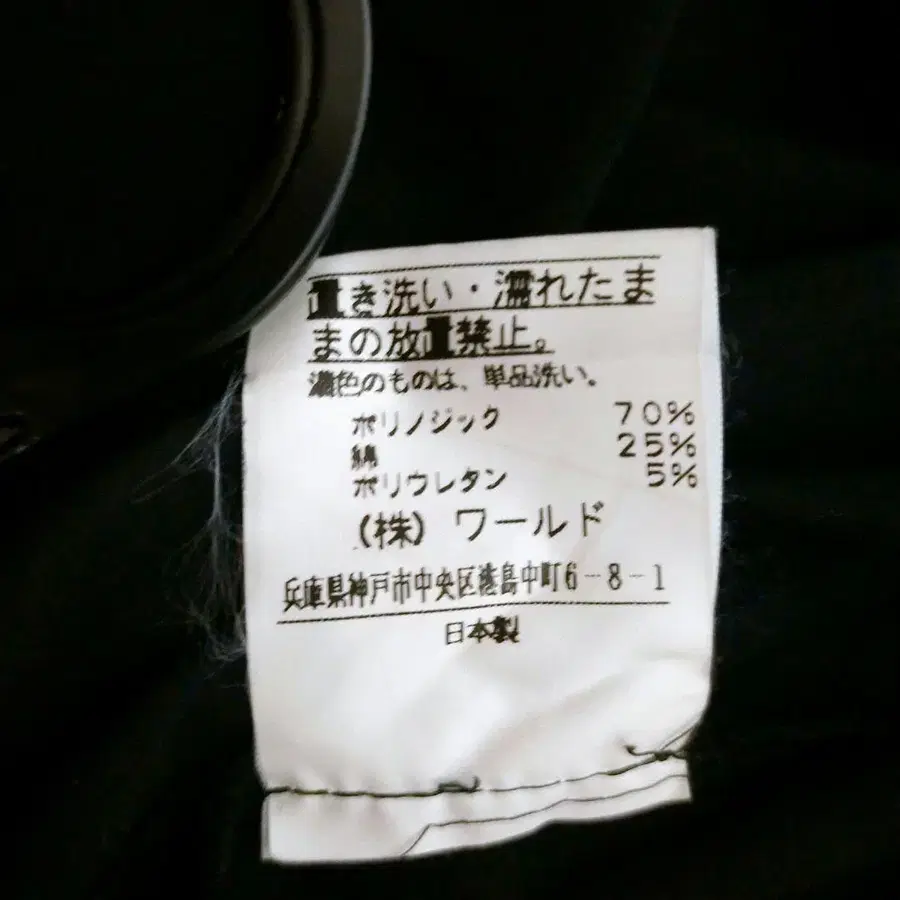 置き洗い・濡れたま
まの放置禁止。
濃色のものは、単品洗い。
ポリノジック 70%
綿 25%
ポリウレタン 5%
(株) ワールド
兵庫県神戸市中央区港島中町6-8-1
日本製